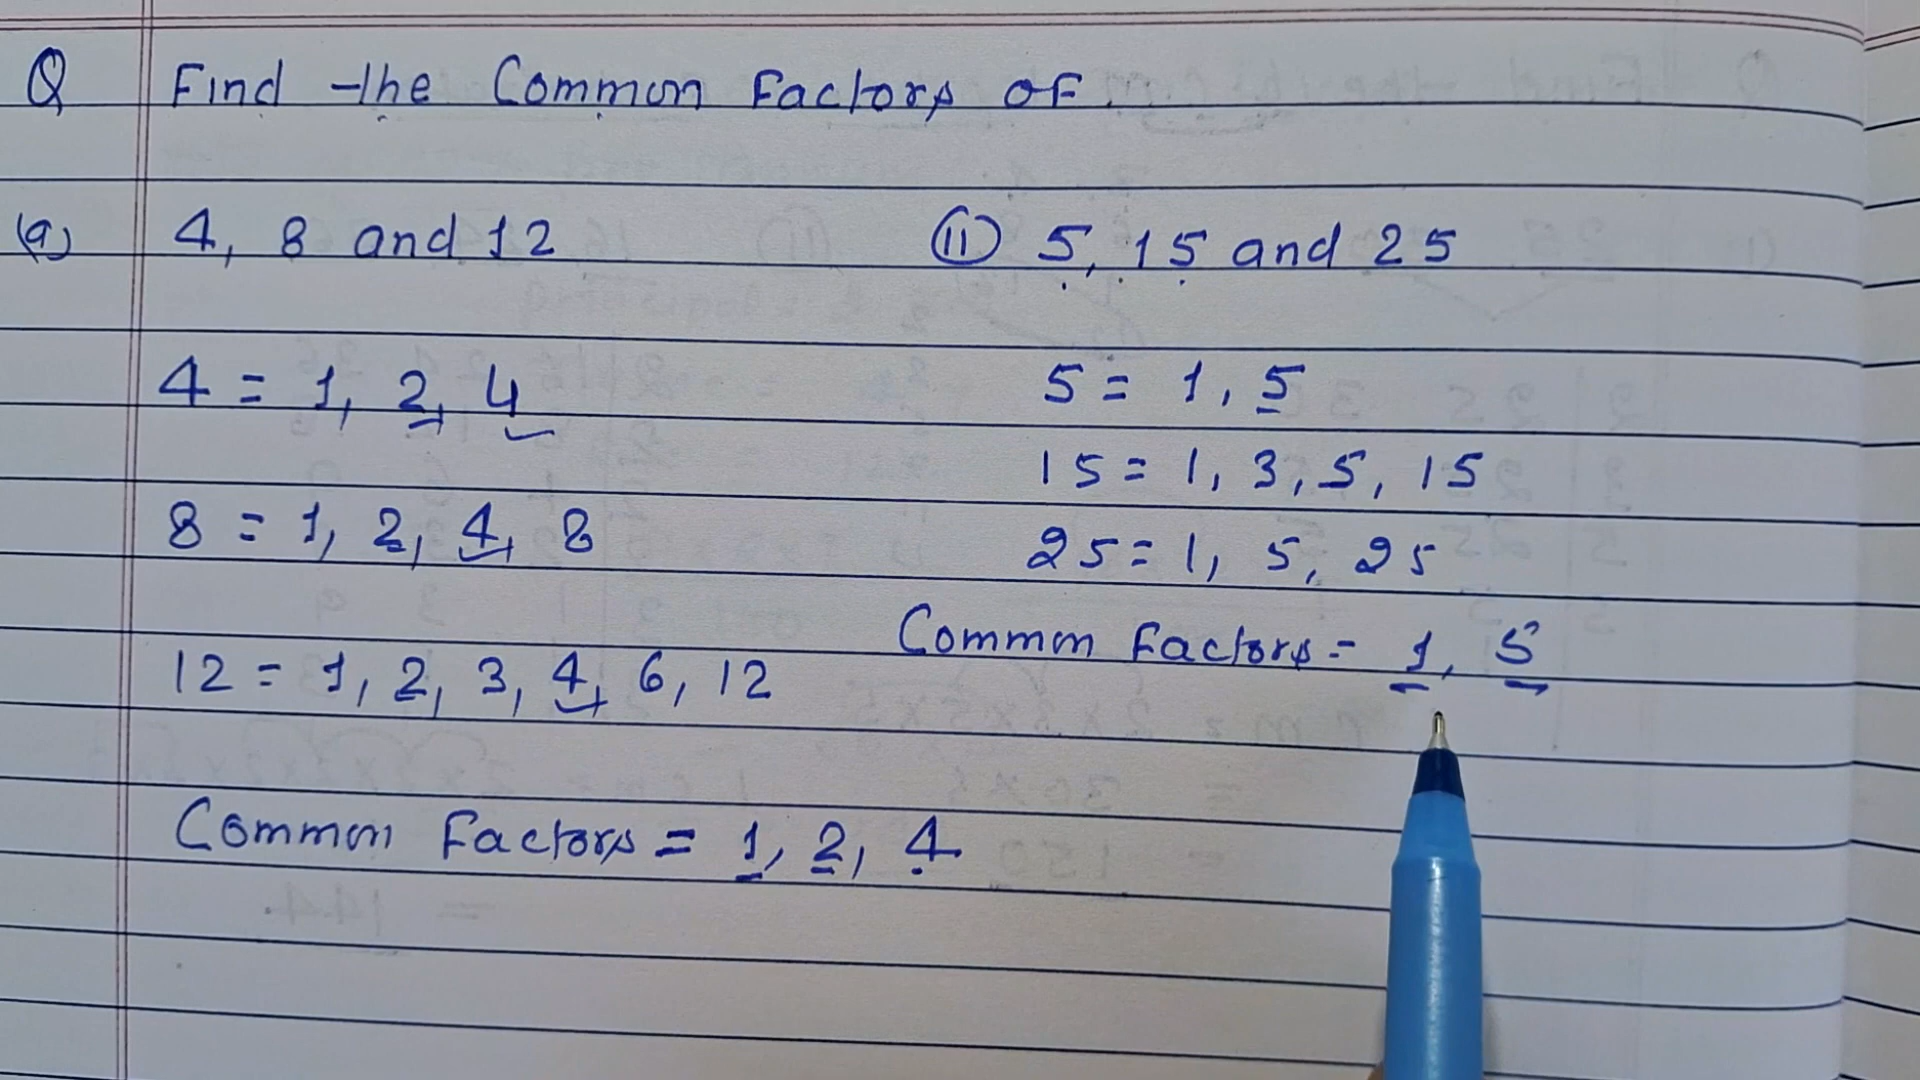 Q Find the Common Factors of
(a) 4, 8 and 12
4 = 1, 2, 4
8 = 1, 2, 4, 8
12 = 1, 2, 3, 4, 6, 12
Common Factors = 1, 2, 4
(ii) 5, 15 and 25
5 = 1, 5
15 = 1, 3, 5, 15
25 = 1, 5, 25
Common Factors = 1, 5